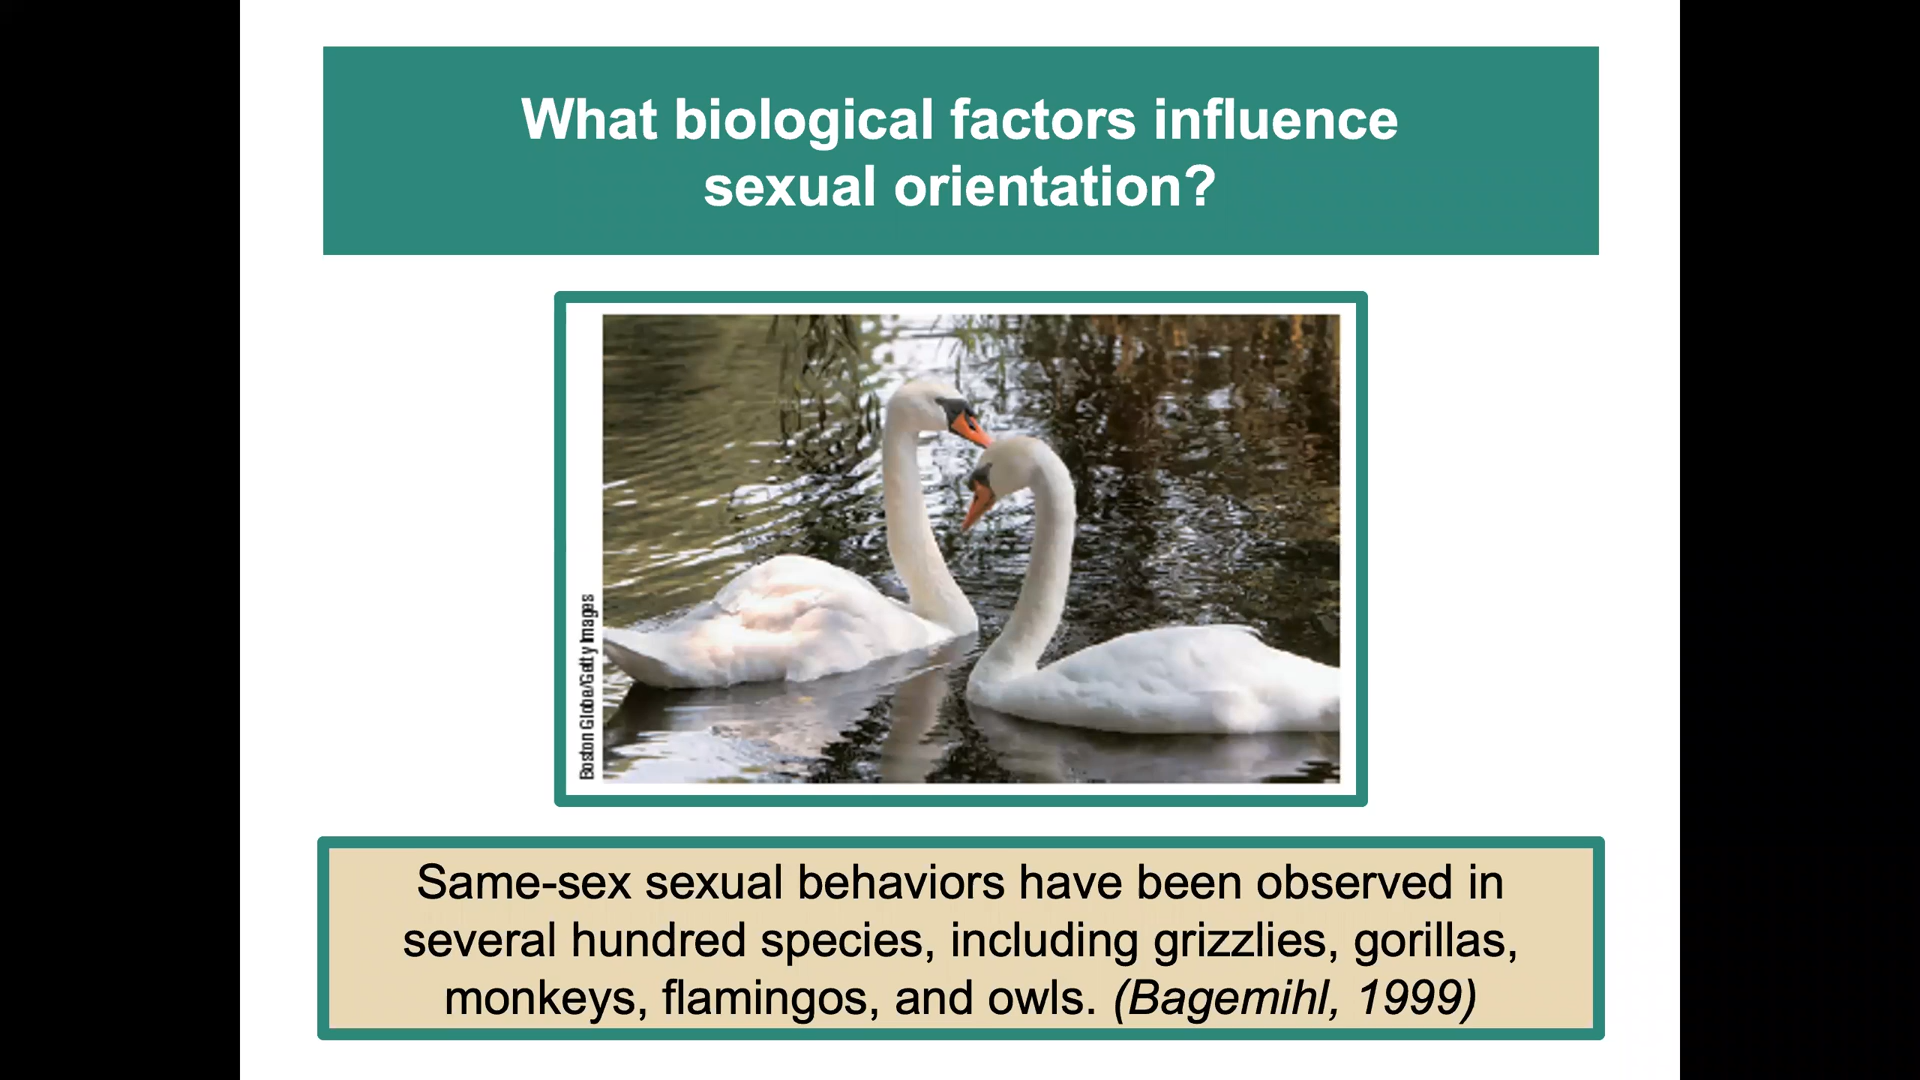 What biological factors influence
sexual orientation?
Boston Globe/Getty Images
Same-sex sexual behaviors have been observed in
several hundred species, including grizzlies, gorillas,
monkeys, flamingos, and owls. (Bagemihl, 1999)